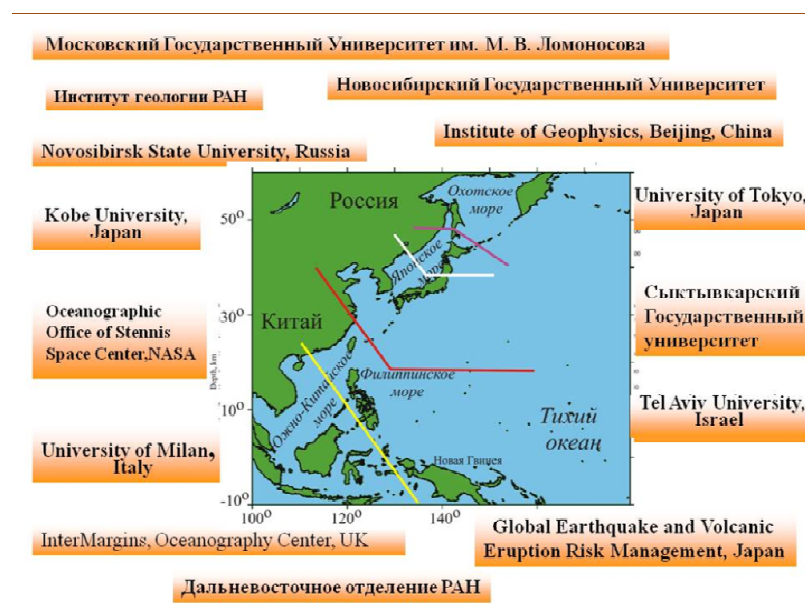 Московский Государственный Университет им. М. В. Ломоносова
Новосибирский Государственный Университет
Институт геологии РАН
Institute of Geophysics, Beijing, China
Novosibirsk State University, Russia
Kobe University,
Japan
Oceanographic
Office of Stennis
Space Center,NASA
University of Milan,
Italy
50°
30°
10°
-10°
Depth, km
Россия
Охотское
море
Японское
море
Китай
Филиппинское
море
Южно-Китайское
море
Тихий
океан
Новая Гвинея
100°
120°
140°
University of Tokyo,
Japan
Сыктывкарский
Государственный
университет
Tel Aviv University,
Israel
InterMargins, Oceanography Center, UK
Global Earthquake and Volcanic
Eruption Risk Management, Japan
Дальневосточное отделение РАН